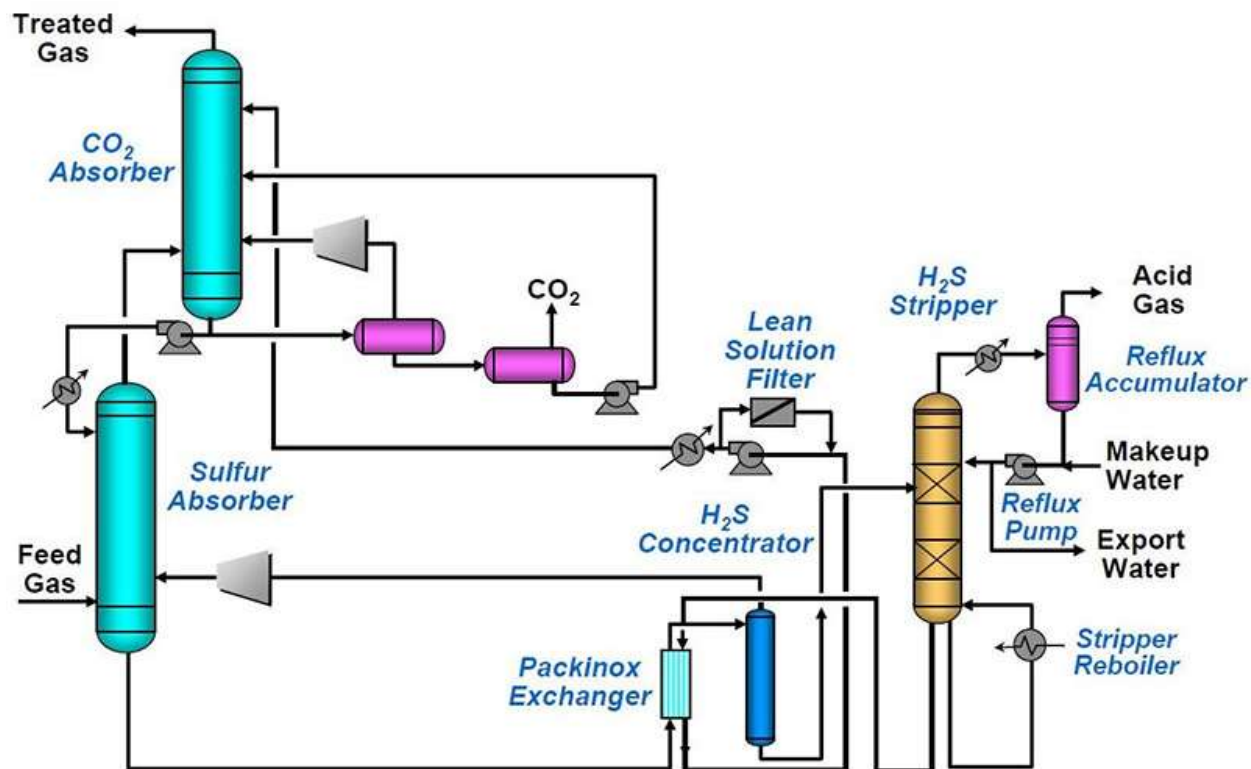 Treated
Gas
CO₂
Absorber
CO₂
Lean
Solution
Filter
H₂S
Stripper
Acid
Gas
Reflux
Accumulator
Sulfur
Absorber
Makeup
Water
Reflux
Pump
H₂S
Concentrator
Export
Water
Feed
Gas
Packinox
Exchanger
Stripper
Reboiler